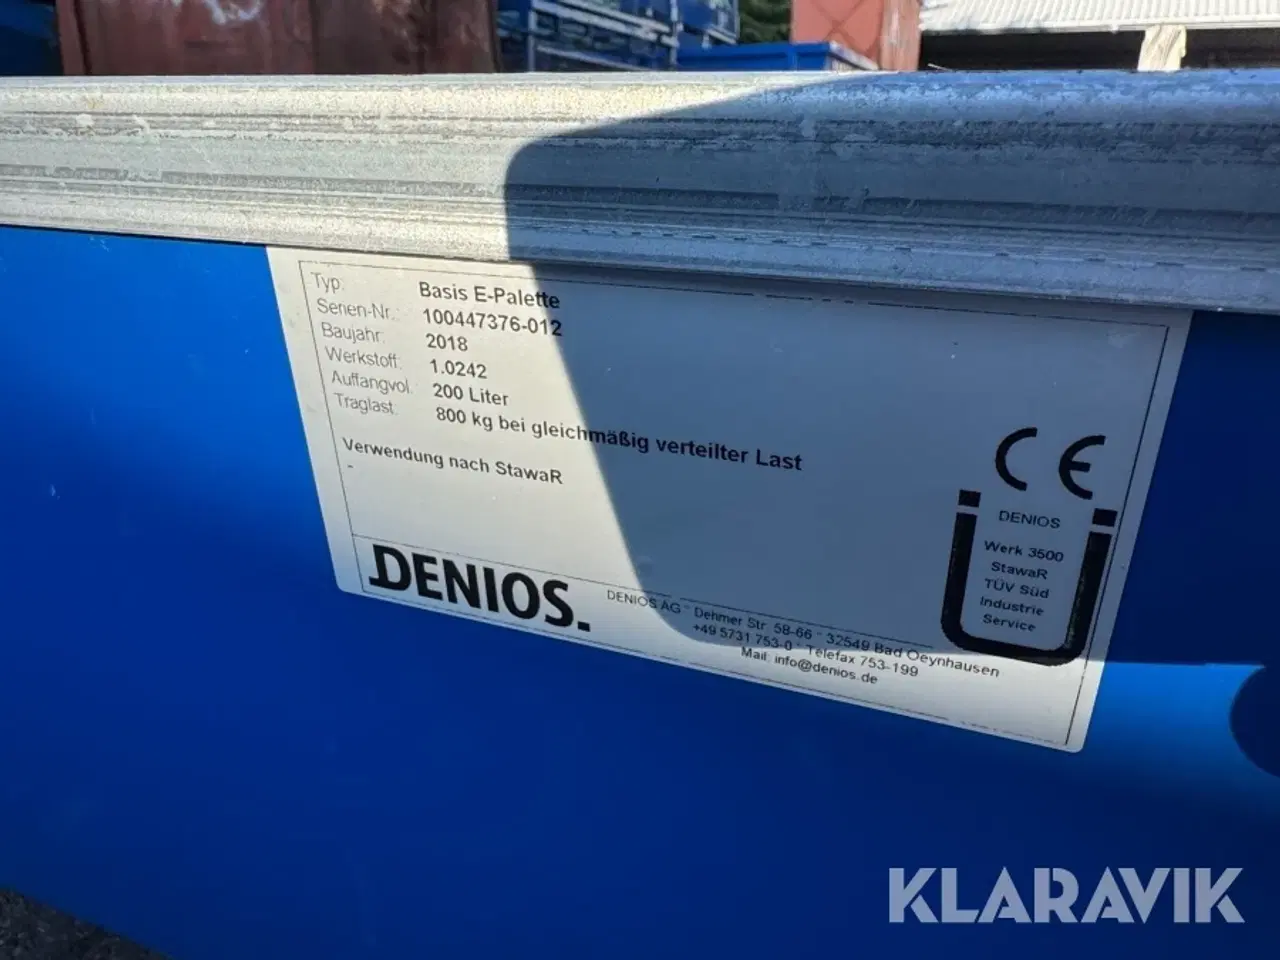 Typ: Basis E-Palette
Serien-Nr.: 100447376-012
Baujahr: 2018
Werkstoff: 1.0242
Auffangvol. 200 Liter
Traglast. 800 kg bei gleichmäßig verteilter Last
Verwendung nach StawaR
-
CE
DENIOS
Werk 3500
StawaR
TÜV Süd
Industrie
Service
DENIOS.
DENIOS AG * Dehmer Str. 58-66 * 32549 Bad Oeynhausen
+49 5731 753-0 * Telefax 753-199
Mail: info@denios.de
KLARAVIK